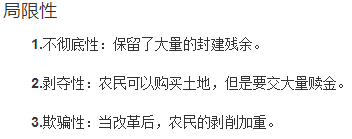 局限性
1.不彻底性：保留了大量的封建残余。
2.剥夺性：农民可以购买土地，但是要交大量赎金。
3.欺骗性：当改革后，农民的剥削加重。